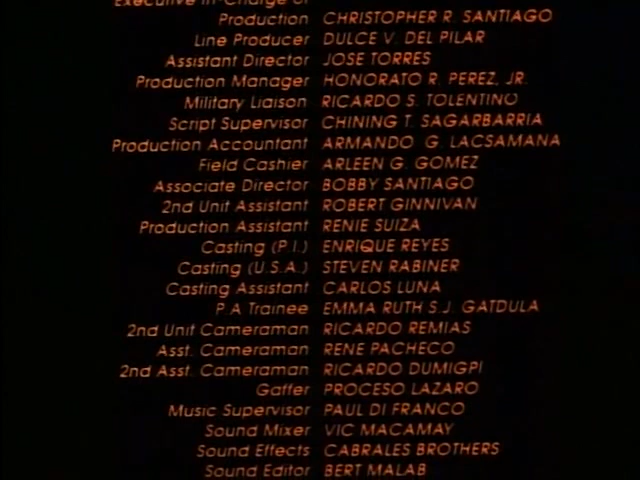 Executive In-Charge of
Production CHRISTOPHER R. SANTIAGO
Line Producer DULCE V. DEL PILAR
Assistant Director JOSE TORRES
Production Manager HONORATO R. PEREZ, JR.
Military Liaison RICARDO S. TOLENTINO
Script Supervisor CHINING T. SAGARBARRIA
Production Accountant ARMANDO G. LACSAMANA
Field Cashier ARLEEN G. GOMEZ
Associate Director BOBBY SANTIAGO
2nd Unit Assistant ROBERT GINNIVAN
Production Assistant RENIE SUIZA
Casting (P.I.) ENRIQUE REYES
Casting (U.S.A.) STEVEN RABINER
Casting Assistant CARLOS LUNA
P.A Trainee EMMA RUTH S.J. GATDULA
2nd Unit Cameraman RICARDO REMIAS
Asst. Cameraman RENE PACHECO
2nd Asst. Cameraman RICARDO DUMIGPI
Gaffer PROCESO LAZARO
Music Supervisor PAUL DI FRANCO
Sound Mixer VIC MACAMAY
Sound Effects CABRALES BROTHERS
Sound Editor BERT MALAB